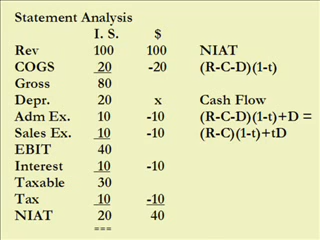 Statement Analysis
I. S. $
Rev 100 100 NIAT
COGS 20 -20 (R-C-D)(1-t)
Gross 80
Depr. 20 x Cash Flow
Adm Ex. 10 -10 (R-C-D)(1-t)+D =
Sales Ex. 10 -10 (R-C)(1-t)+tD
EBIT 40
Interest 10 -10
Taxable 30
Tax 10 -10
NIAT 20 40
===